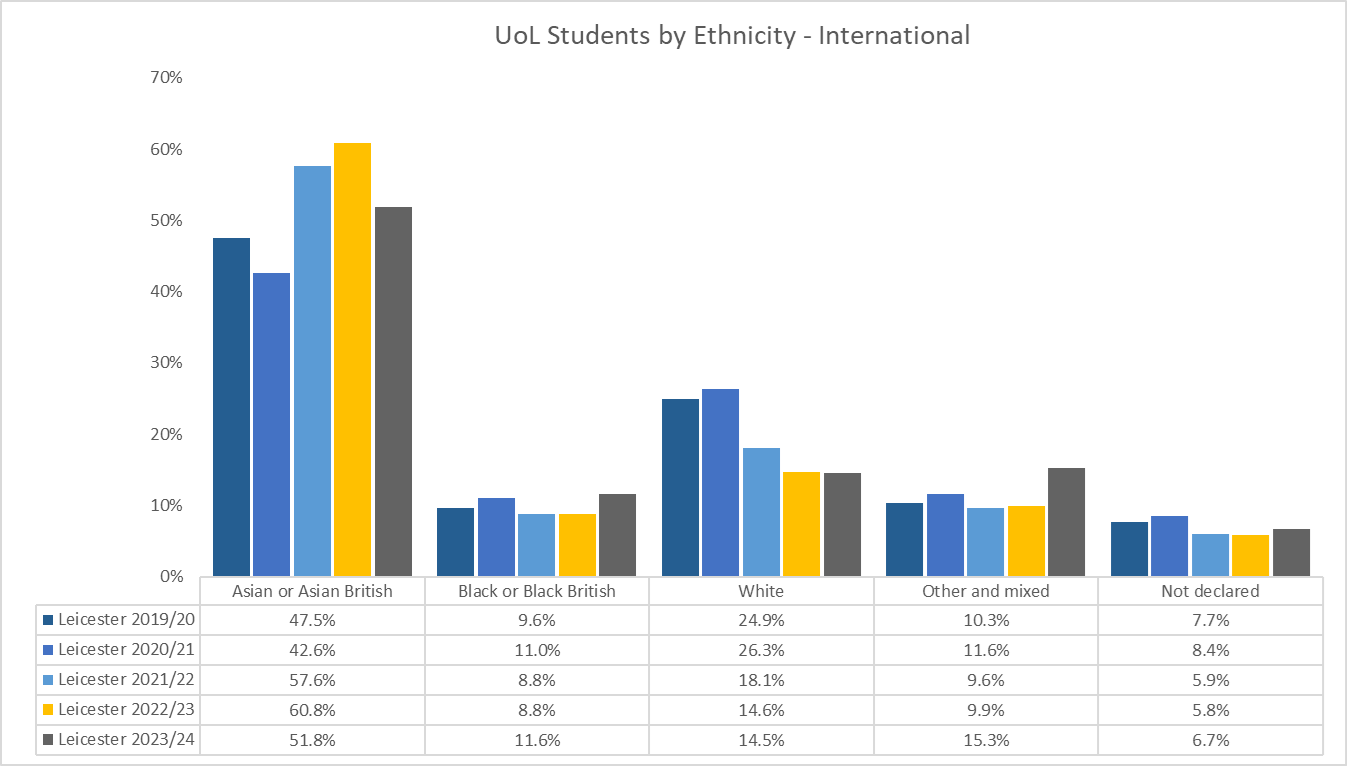 UoL Students by Ethnicity - International
70%
60%
50%
40%
30%
20%
10%
0%
Asian or Asian British Black or Black British White Other and mixed Not declared
Leicester 2019/20 47.5% 9.6% 24.9% 10.3% 7.7%
Leicester 2020/21 42.6% 11.0% 26.3% 11.6% 8.4%
Leicester 2021/22 57.6% 8.8% 18.1% 9.6% 5.9%
Leicester 2022/23 60.8% 8.8% 14.6% 9.9% 5.8%
Leicester 2023/24 51.8% 11.6% 14.5% 15.3% 6.7%